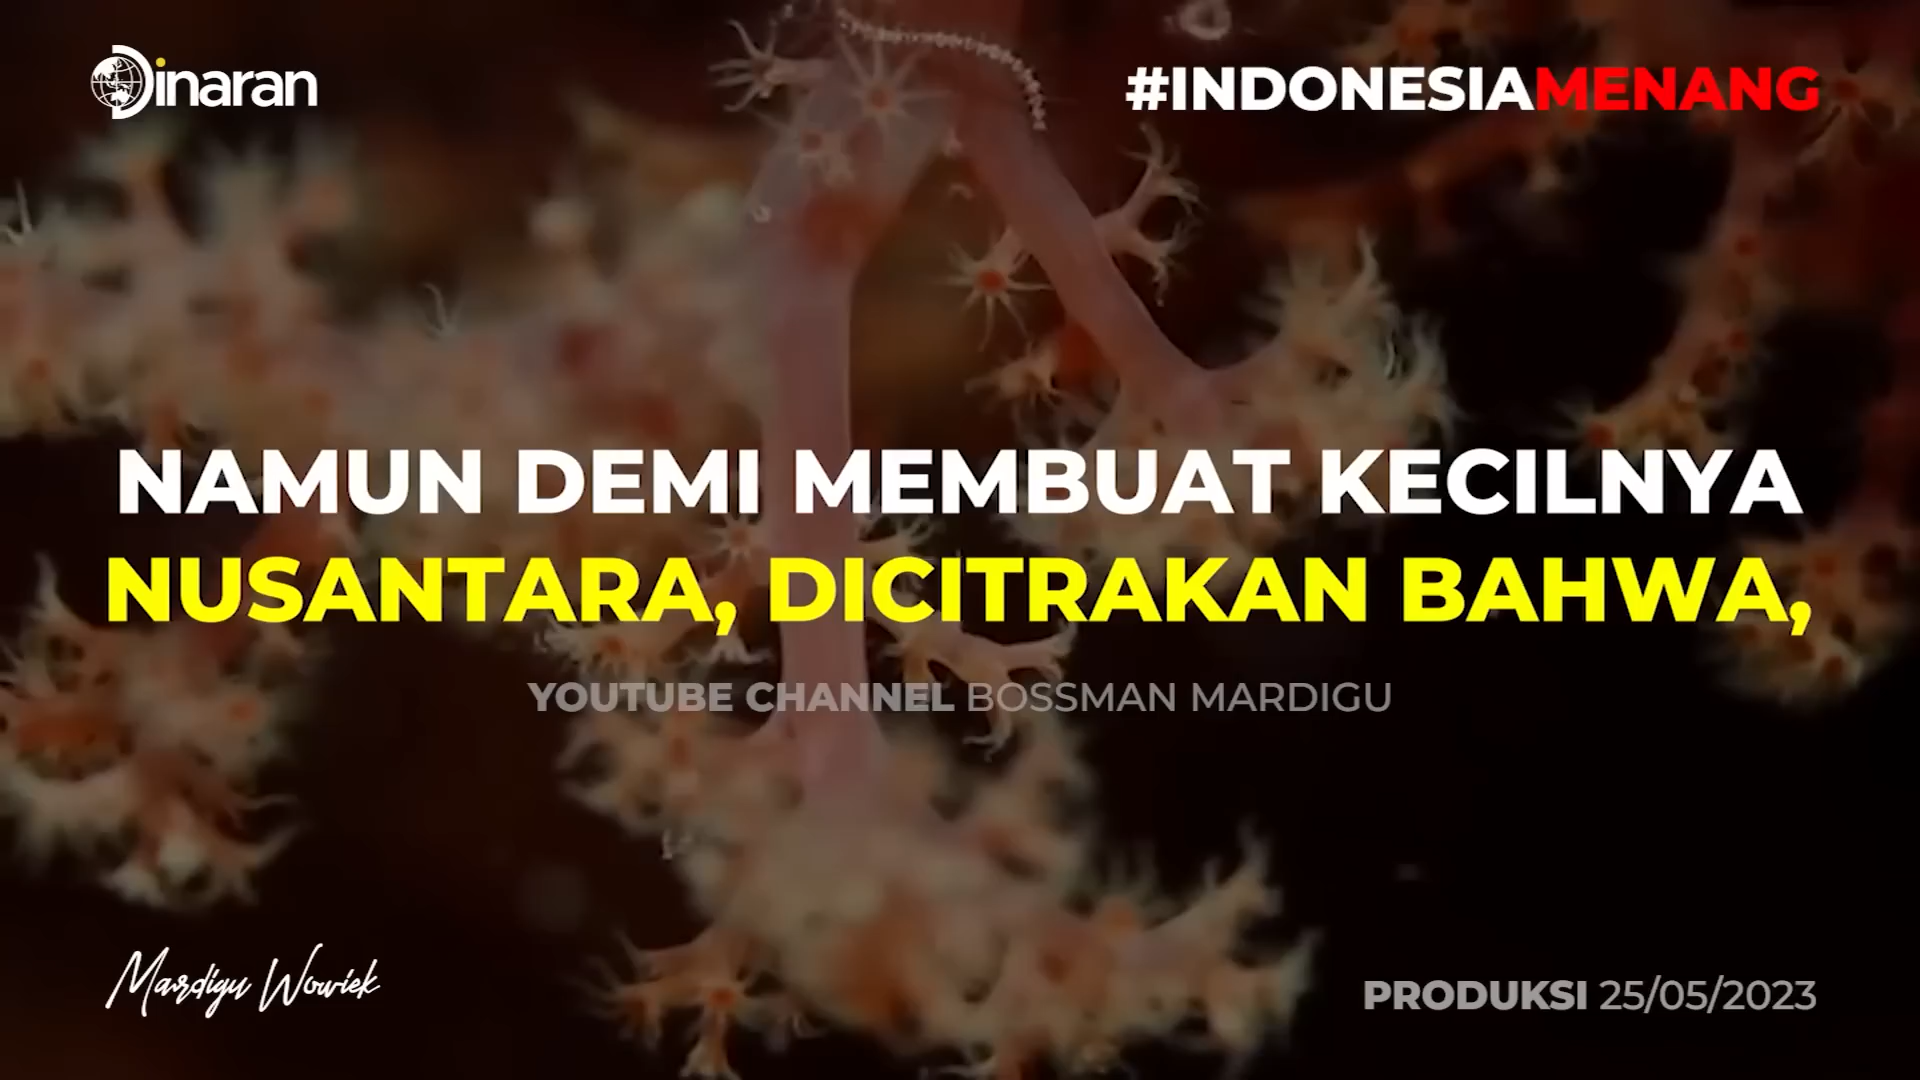 Dinaran
#INDONESIAMENANG
NAMUN DEMI MEMBUAT KECILNYA
NUSANTARA, DICITRAKAN BAHWA,
YOUTUBE CHANNEL BOSSMAN MARDIGU
Mardigu Wowiek
PRODUKSI 25/05/2023